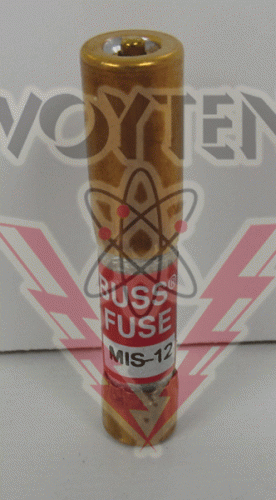 VOYTEN
BUSS®
FUSE
MIS-12